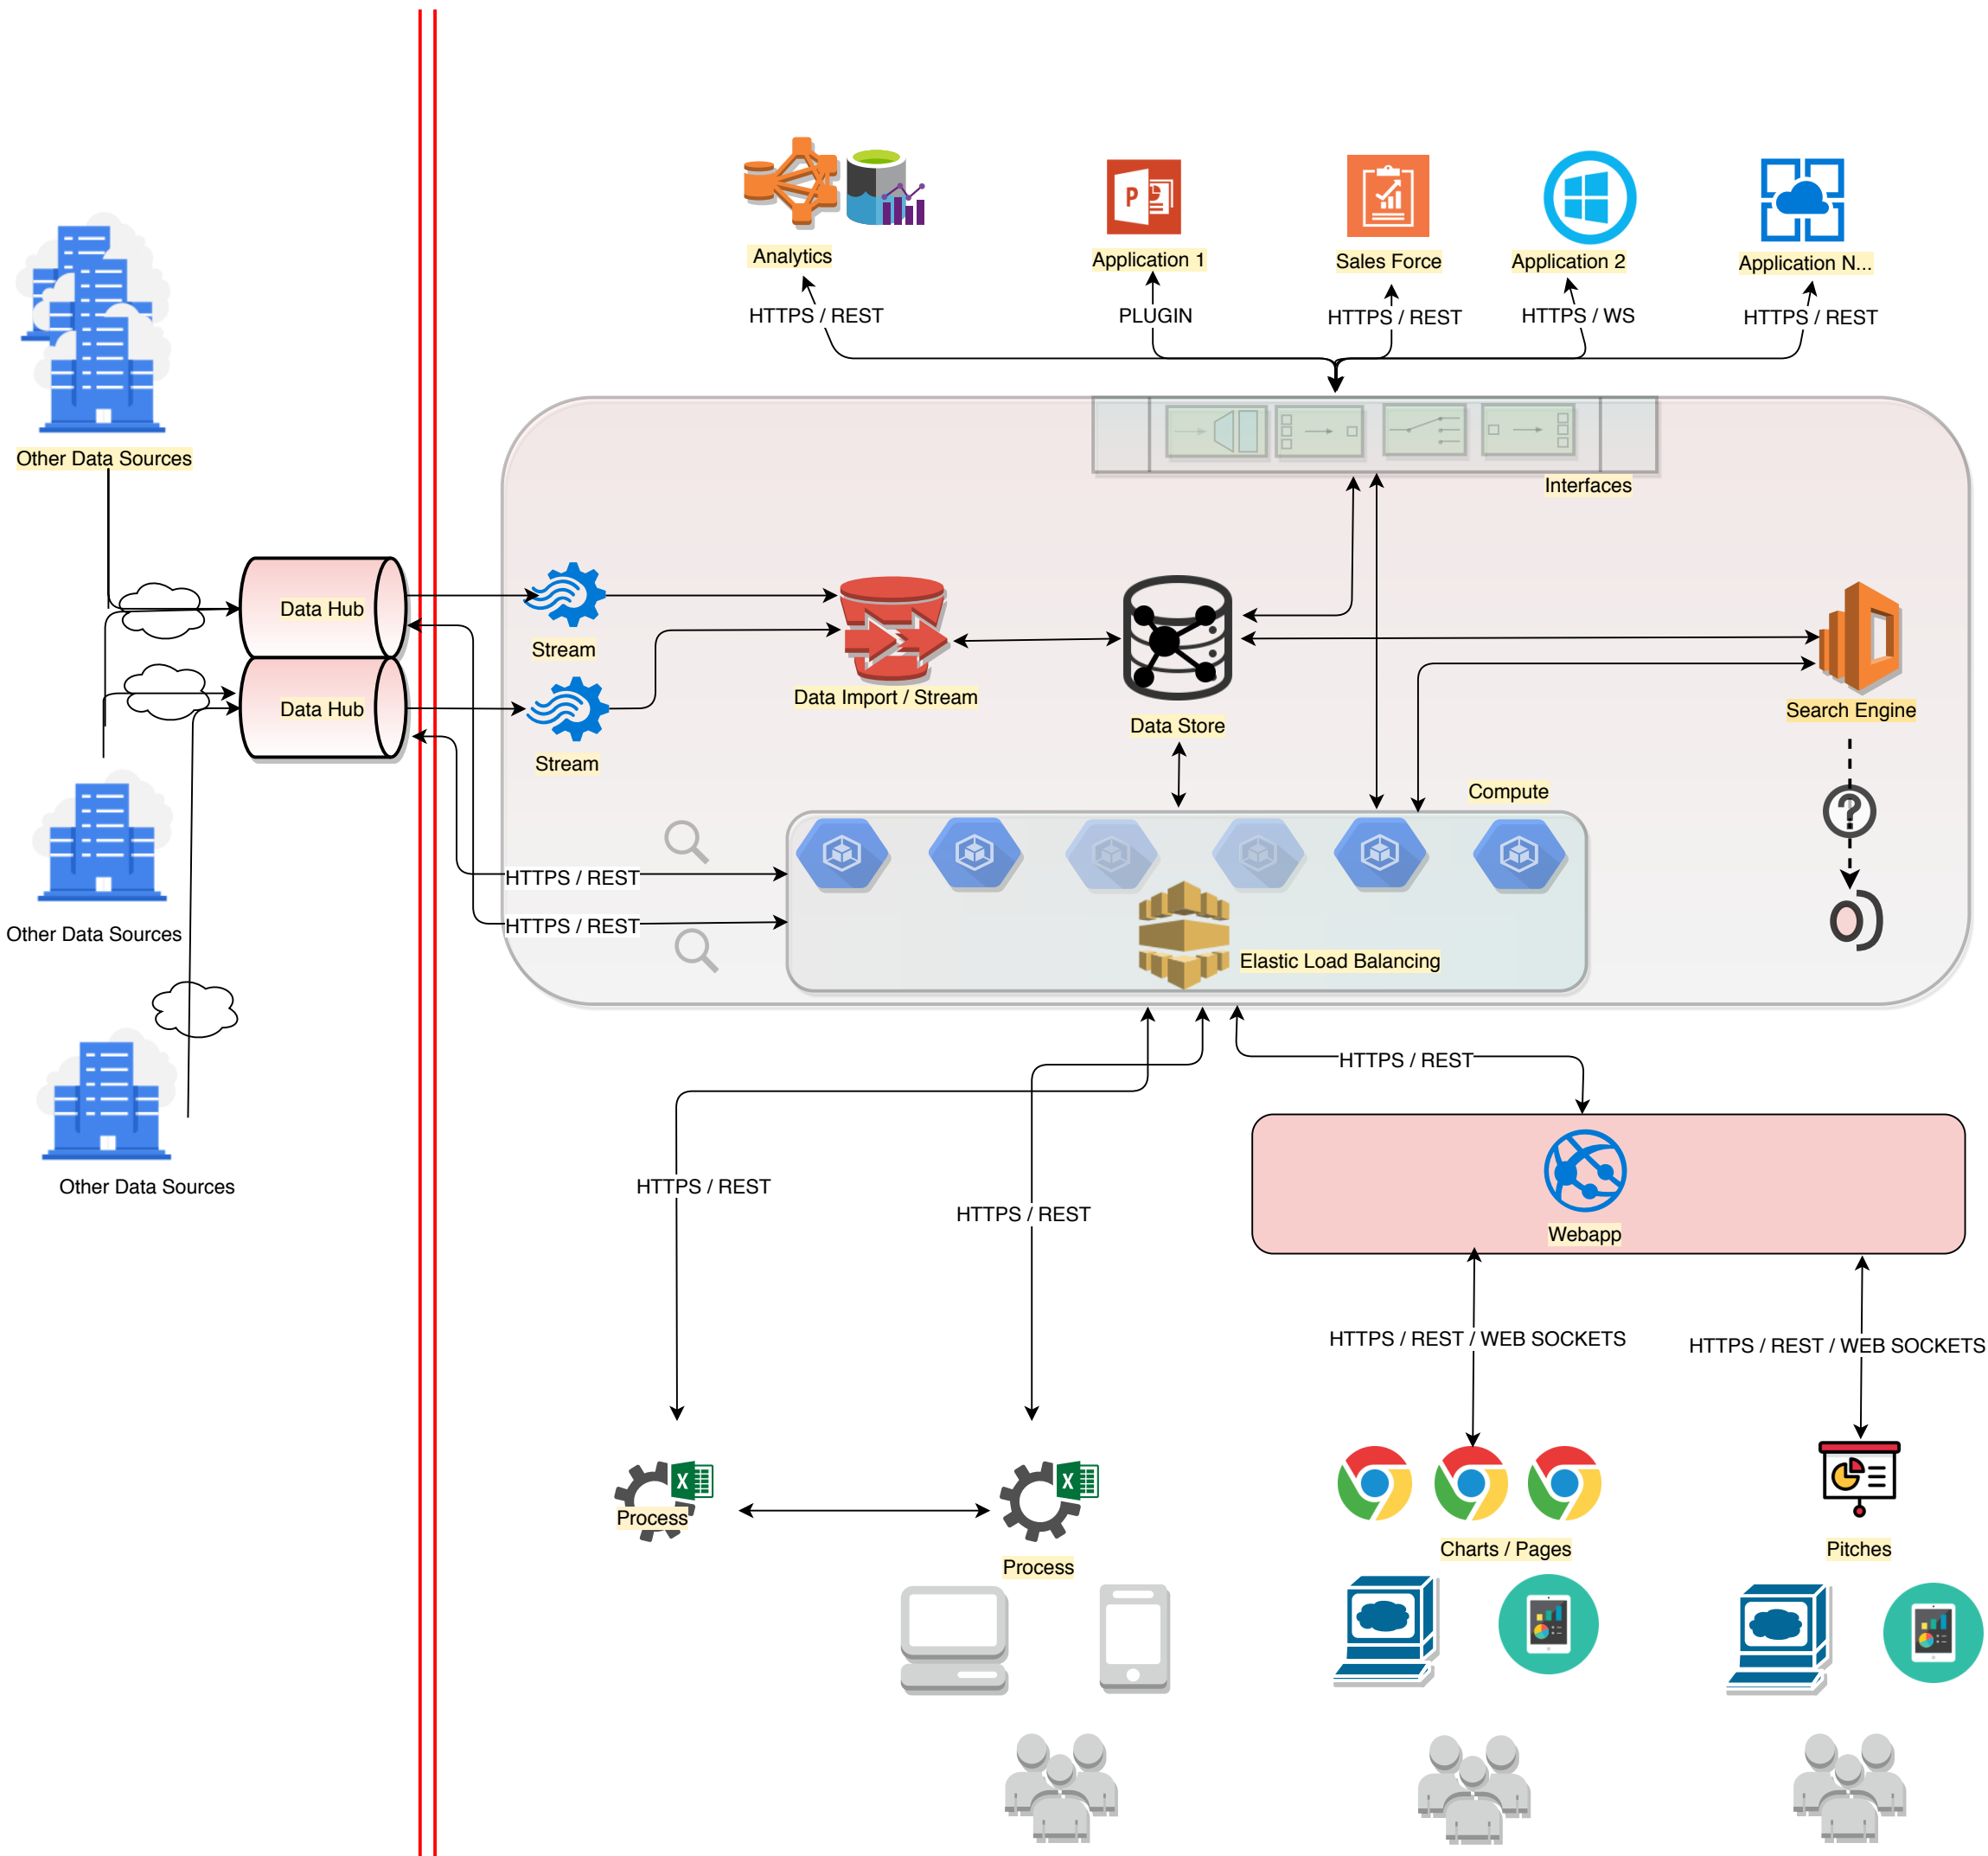 Analytics
Application 1
Sales Force
Application 2
Application N...
HTTPS / REST
PLUGIN
HTTPS / REST
HTTPS / WS
HTTPS / REST
Other Data Sources
Interfaces
Data Hub
Stream
Data Import / Stream
Data Store
Search Engine
Data Hub
Stream
Compute
?
HTTPS / REST
HTTPS / REST
Other Data Sources
Elastic Load Balancing
HTTPS / REST
Other Data Sources
HTTPS / REST
HTTPS / REST
Webapp
HTTPS / REST / WEB SOCKETS
HTTPS / REST / WEB SOCKETS
Process
Process
Charts / Pages
Pitches
P
X
X